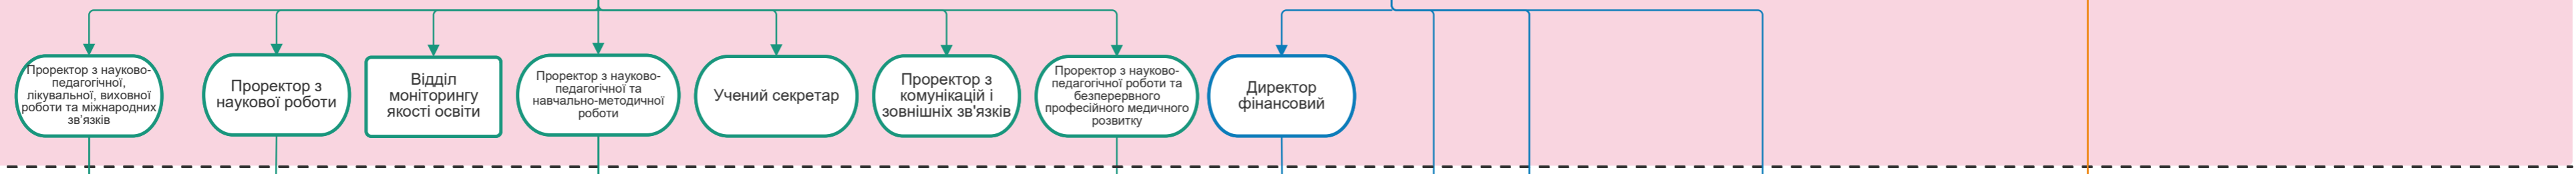 Проректор з науково-
педагогічної,
лікувальної, виховної
роботи та міжнародних
зв'язків
Проректор з
наукової роботи
Відділ
моніторингу
якості освіти
Проректор з науково-
педагогічної та
навчально-методичної
роботи
Учений секретар
Проректор з
комунікацій і
зовнішніх зв'язків
Проректор з науково-
педагогічної роботи та
безперервного
професійного медичного
розвитку
Директор
фінансовий